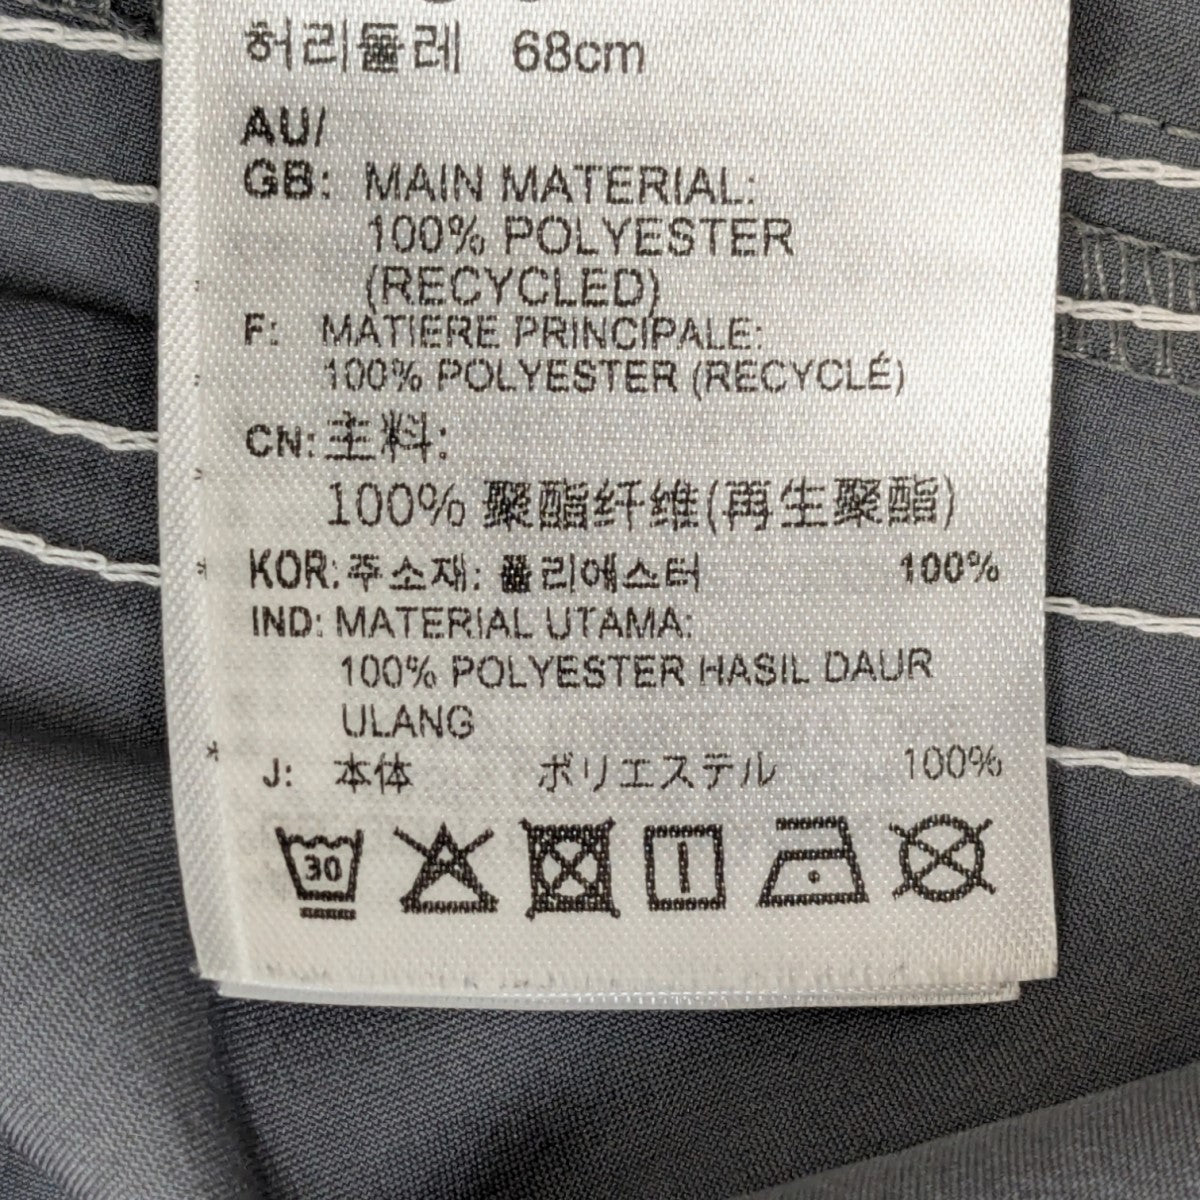 허리둘레 68cm
AU/
GB: MAIN MATERIAL:
100% POLYESTER
(RECYCLED)
F: MATIERE PRINCIPALE:
100% POLYESTER (RECYCLÉ)
CN: 主料:
100% 聚酯纤维(再生聚酯)
KOR: 주소재: 폴리에스터 100%
IND: MATERIAL UTAMA:
100% POLYESTER HASIL DAUR
ULANG
J: 本体 ポリエステル 100%
30